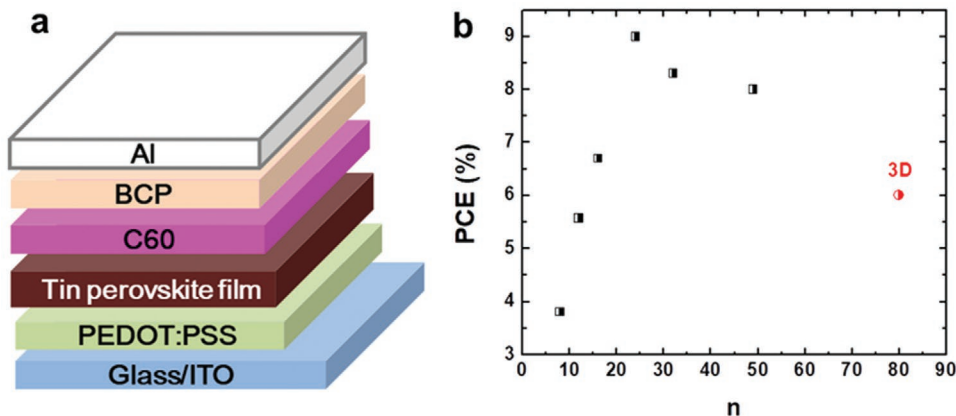 a
Al
BCP
C60
Tin perovskite film
PEDOT:PSS
Glass/ITO
b
PCE (%)
9
8
7
6
5
4
3
3D
0 10 20 30 40 50 60 70 80 90
n